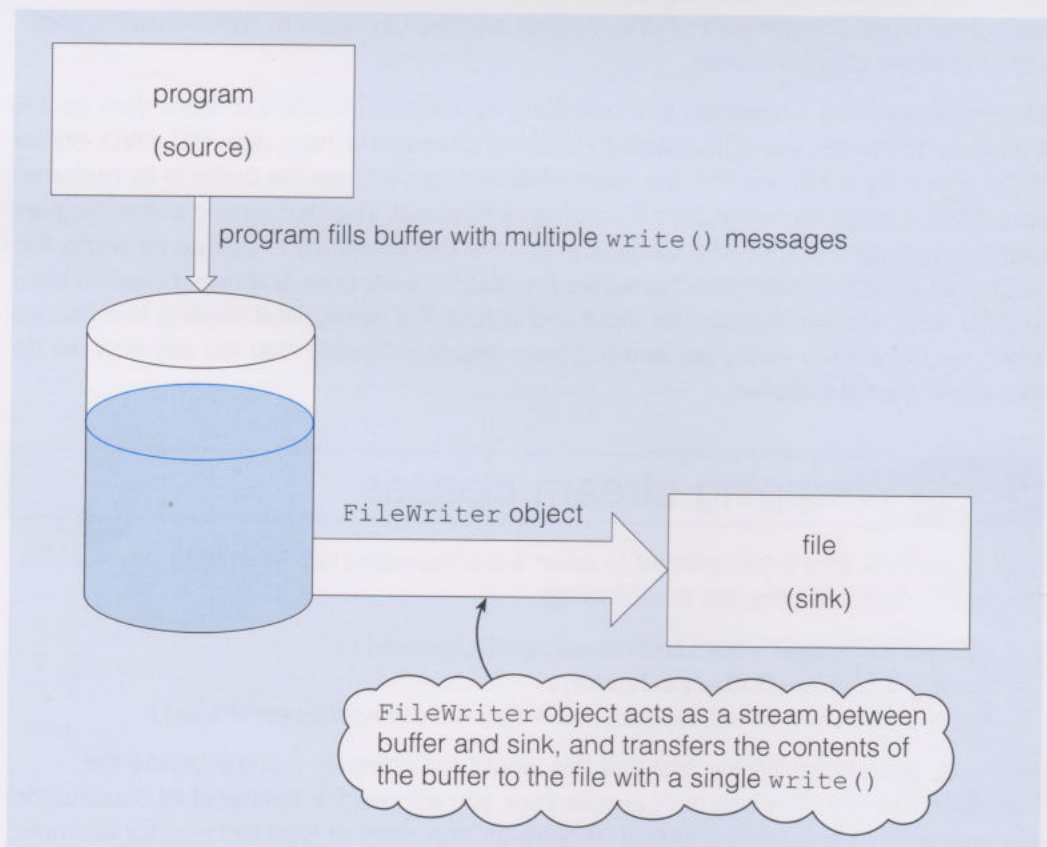 program
(source)
program fills buffer with multiple write() messages
FileWriter object
file
(sink)
FileWriter object acts as a stream between
buffer and sink, and transfers the contents of
the buffer to the file with a single write()